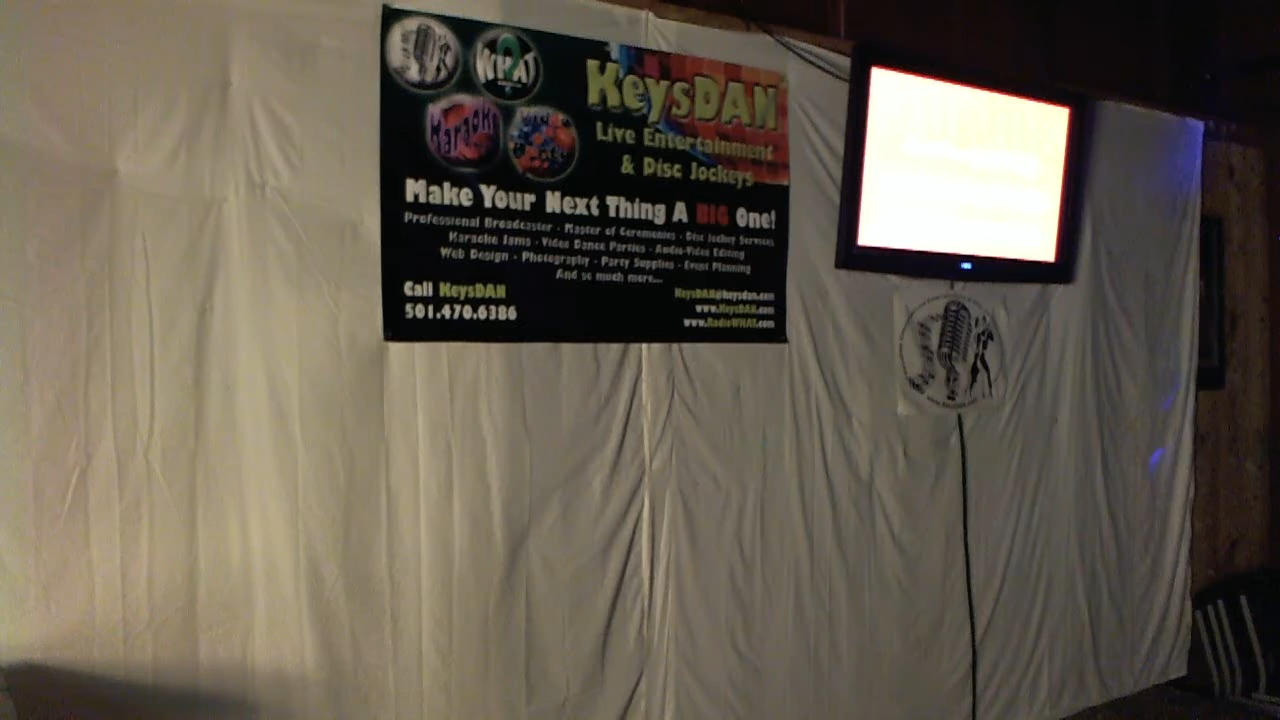 WHAT
Karaoke
KeysDAN
Live Entertainment
& Disc Jockeys
Make Your Next Thing A BIG One!
Professional Broadcaster - Master of Ceremonies - Disc Jockey Services
Karaoke Jams - Video Dance Parties - Audio-Video Editing
Web Design - Photography - Party Supplies - Event Planning
And so much more...
Call KeysDAN
501.470.6386
KeysDAN@keysdan.com
www.KeysDAN.com
www.RadioWHAT.com